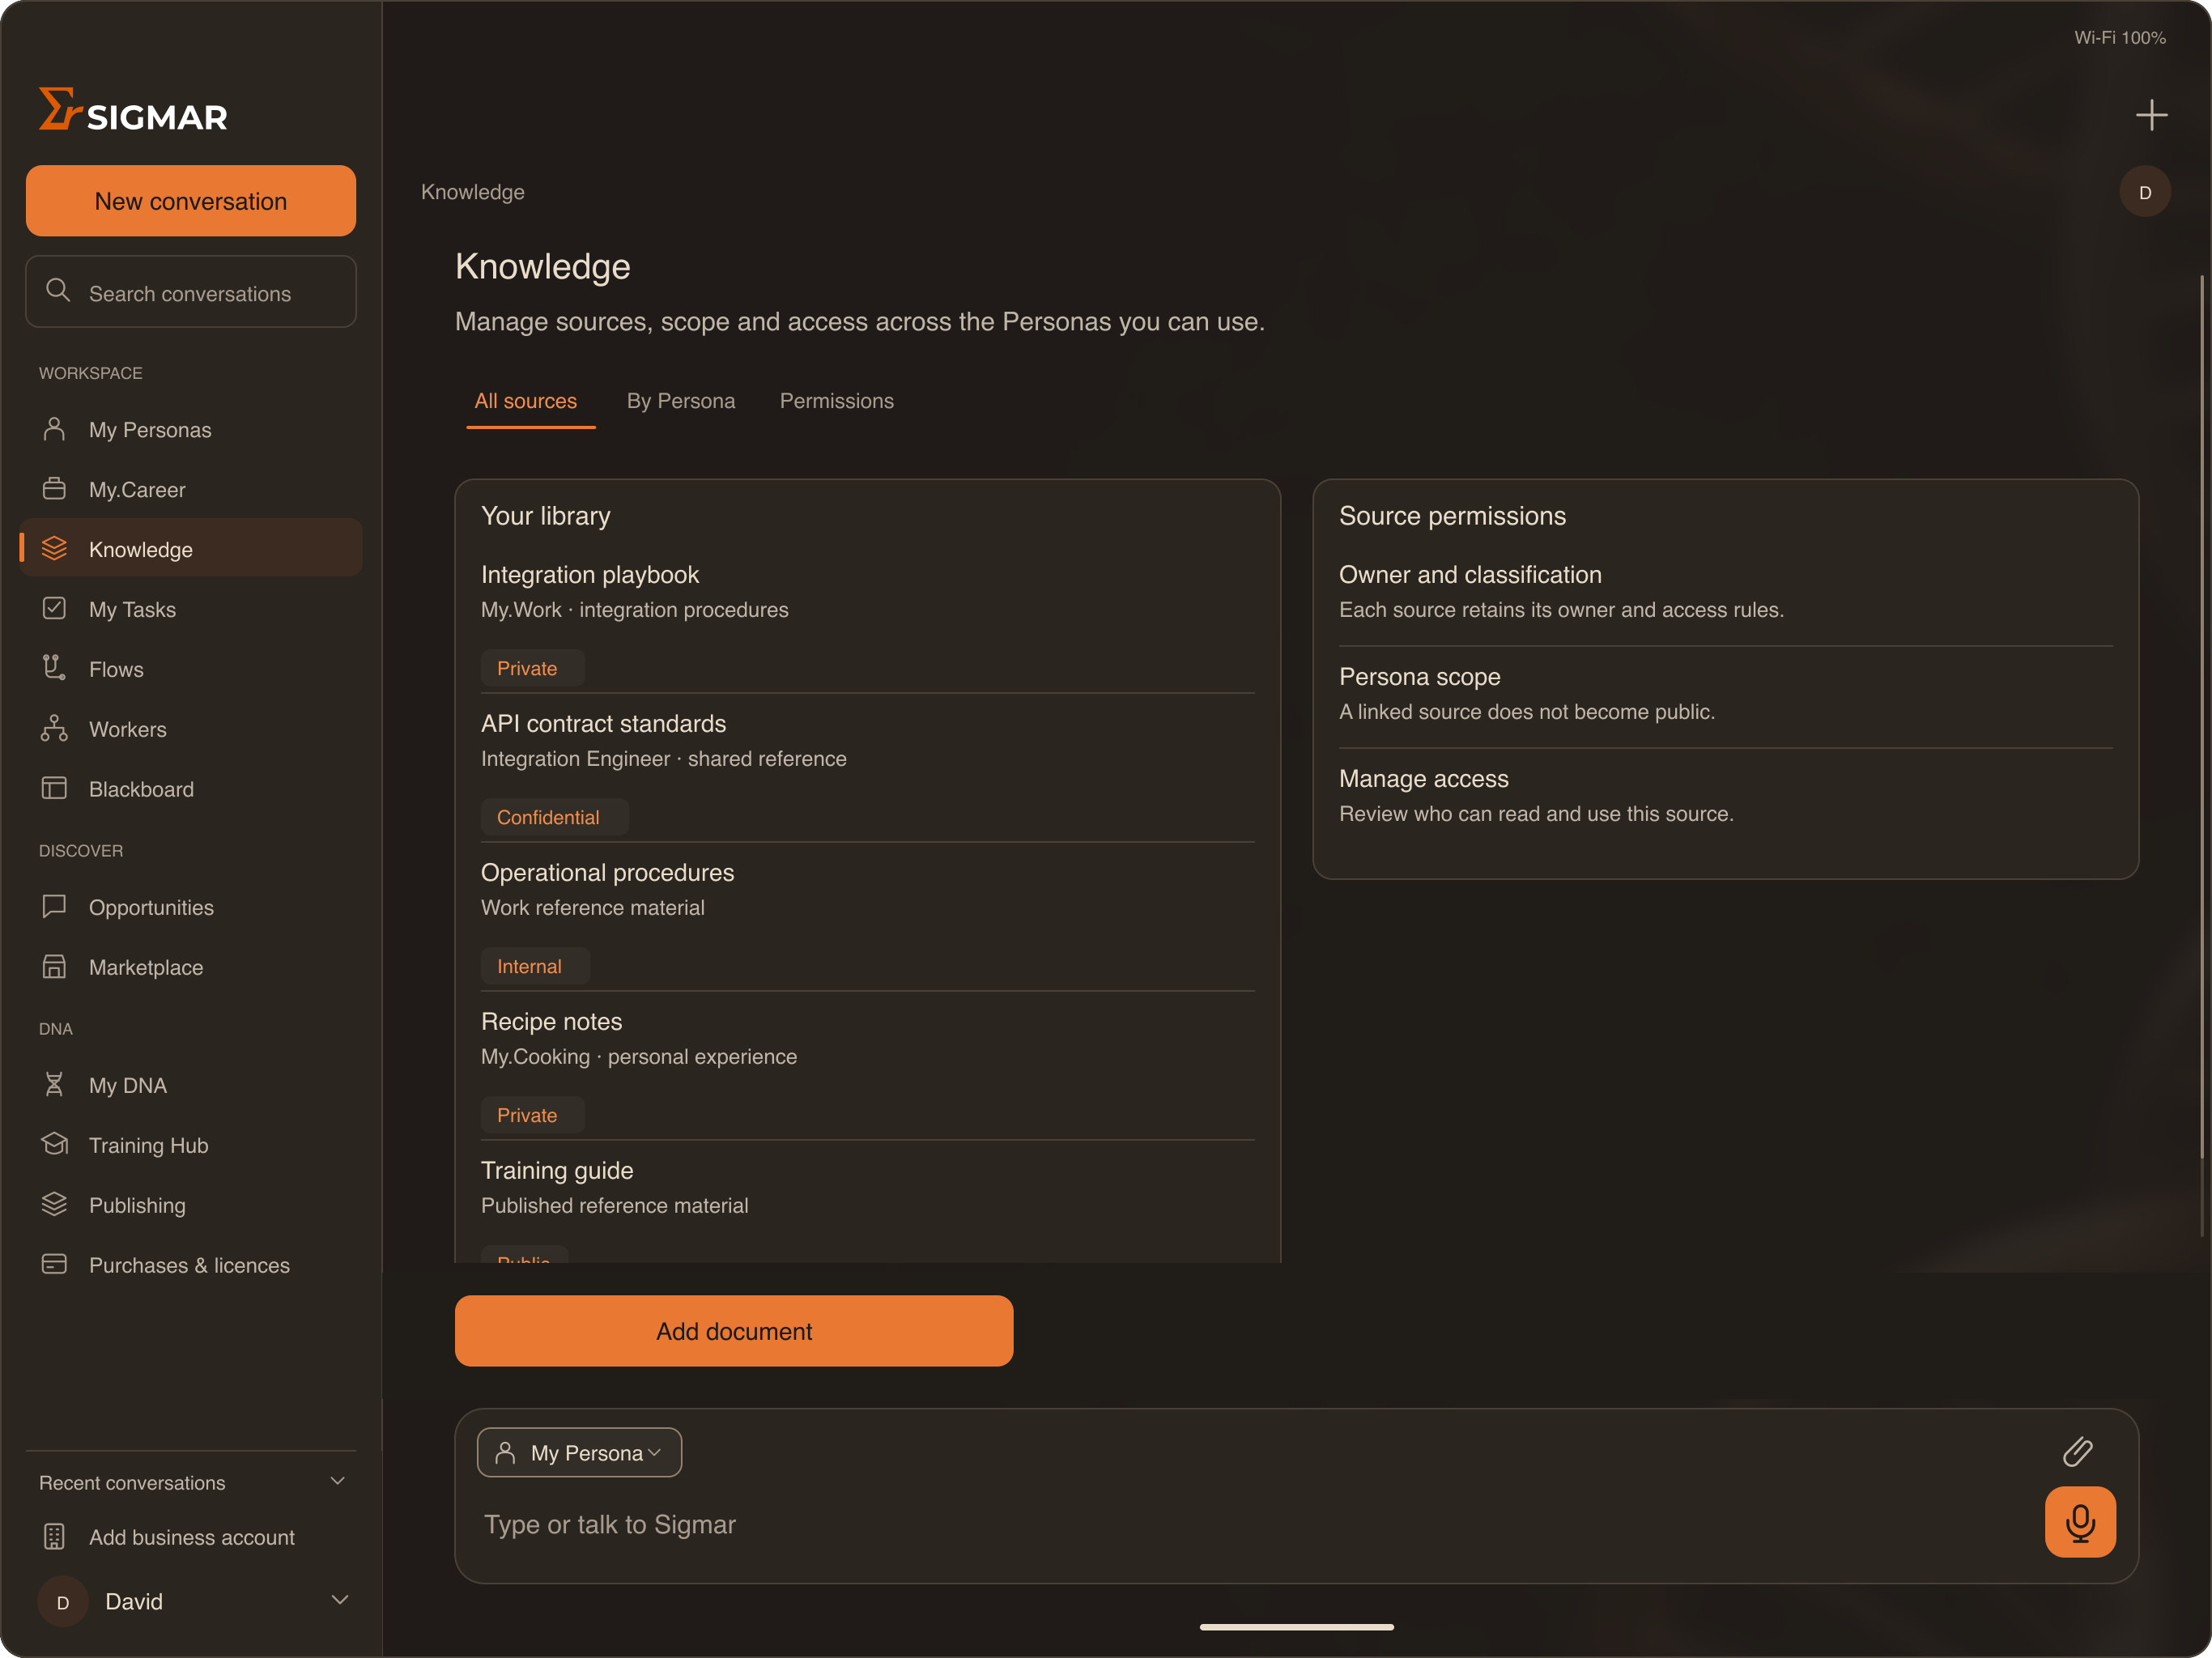 Wi-Fi 100%
Σr SIGMAR
New conversation
Search conversations
WORKSPACE
My Personas
My.Career
Knowledge
My Tasks
Flows
Workers
Blackboard
DISCOVER
Opportunities
Marketplace
DNA
My DNA
Training Hub
Publishing
Purchases & licences
Recent conversations
Add business account
D
David
Knowledge
D
Knowledge
Manage sources, scope and access across the Personas you can use.
All sources
By Persona
Permissions
Your library
Integration playbook
My.Work · integration procedures
Private
API contract standards
Integration Engineer · shared reference
Confidential
Operational procedures
Work reference material
Internal
Recipe notes
My.Cooking · personal experience
Private
Training guide
Published reference material
Public
Source permissions
Owner and classification
Each source retains its owner and access rules.
Persona scope
A linked source does not become public.
Manage access
Review who can read and use this source.
Add document
My Persona
Type or talk to Sigmar